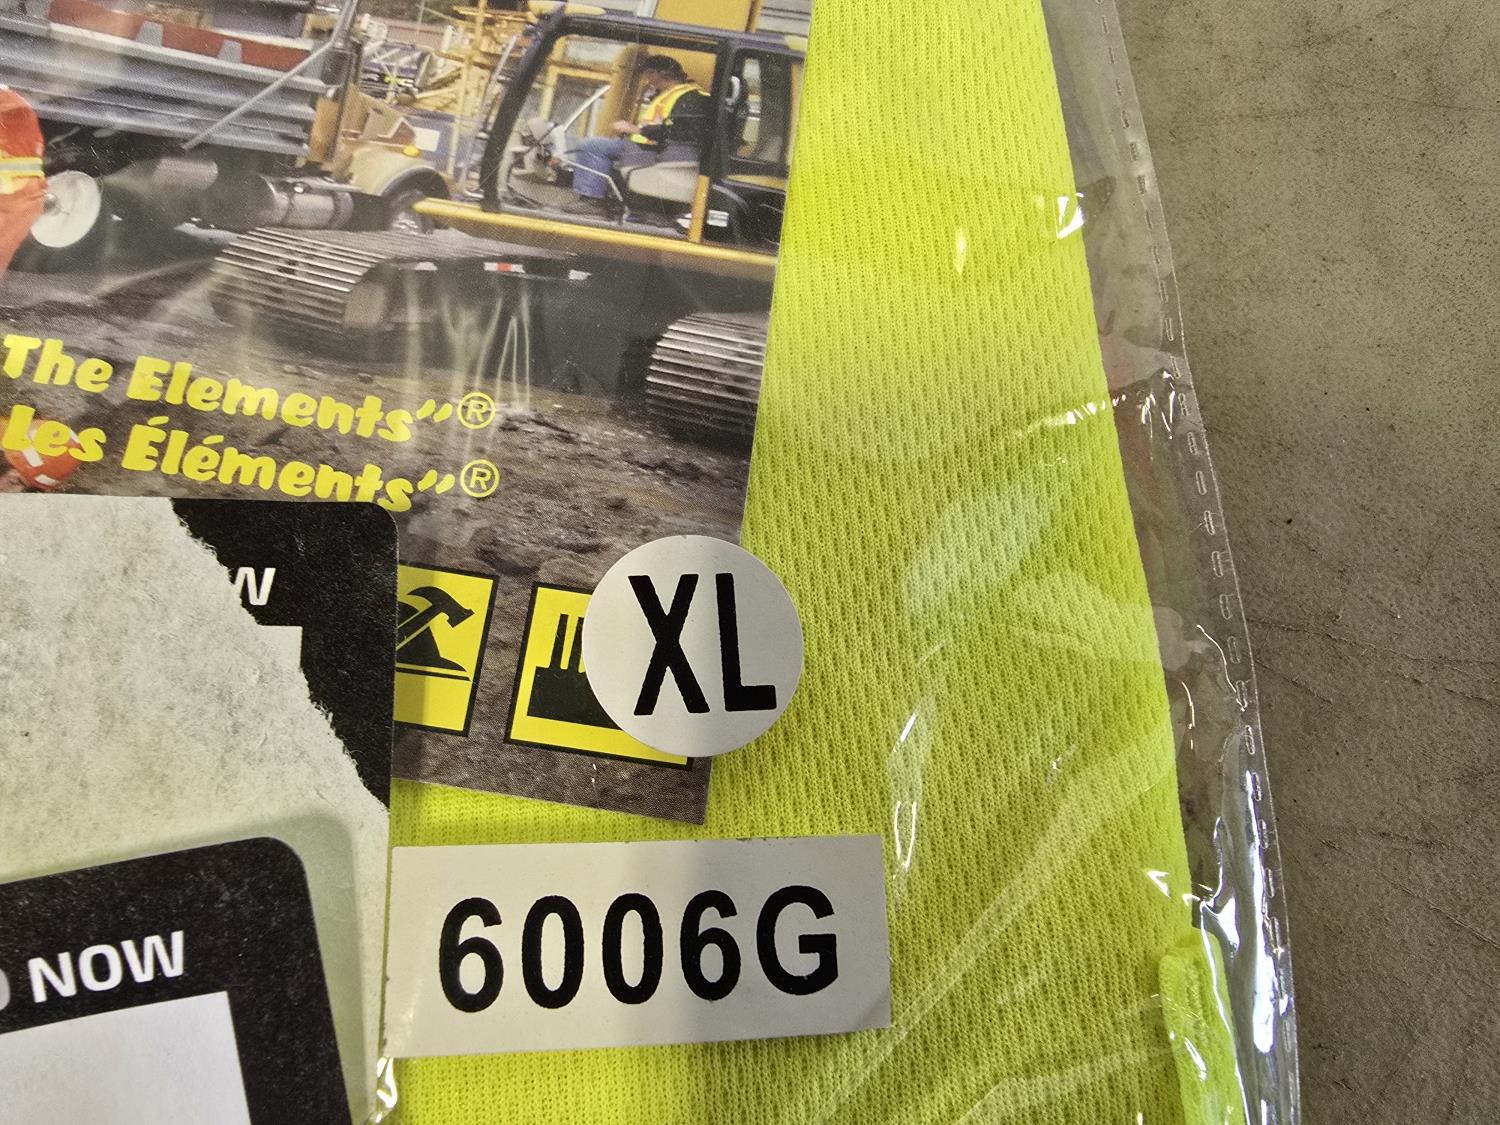 The Elements"®
Les Éléments"®
W
XL
6006G
NOW